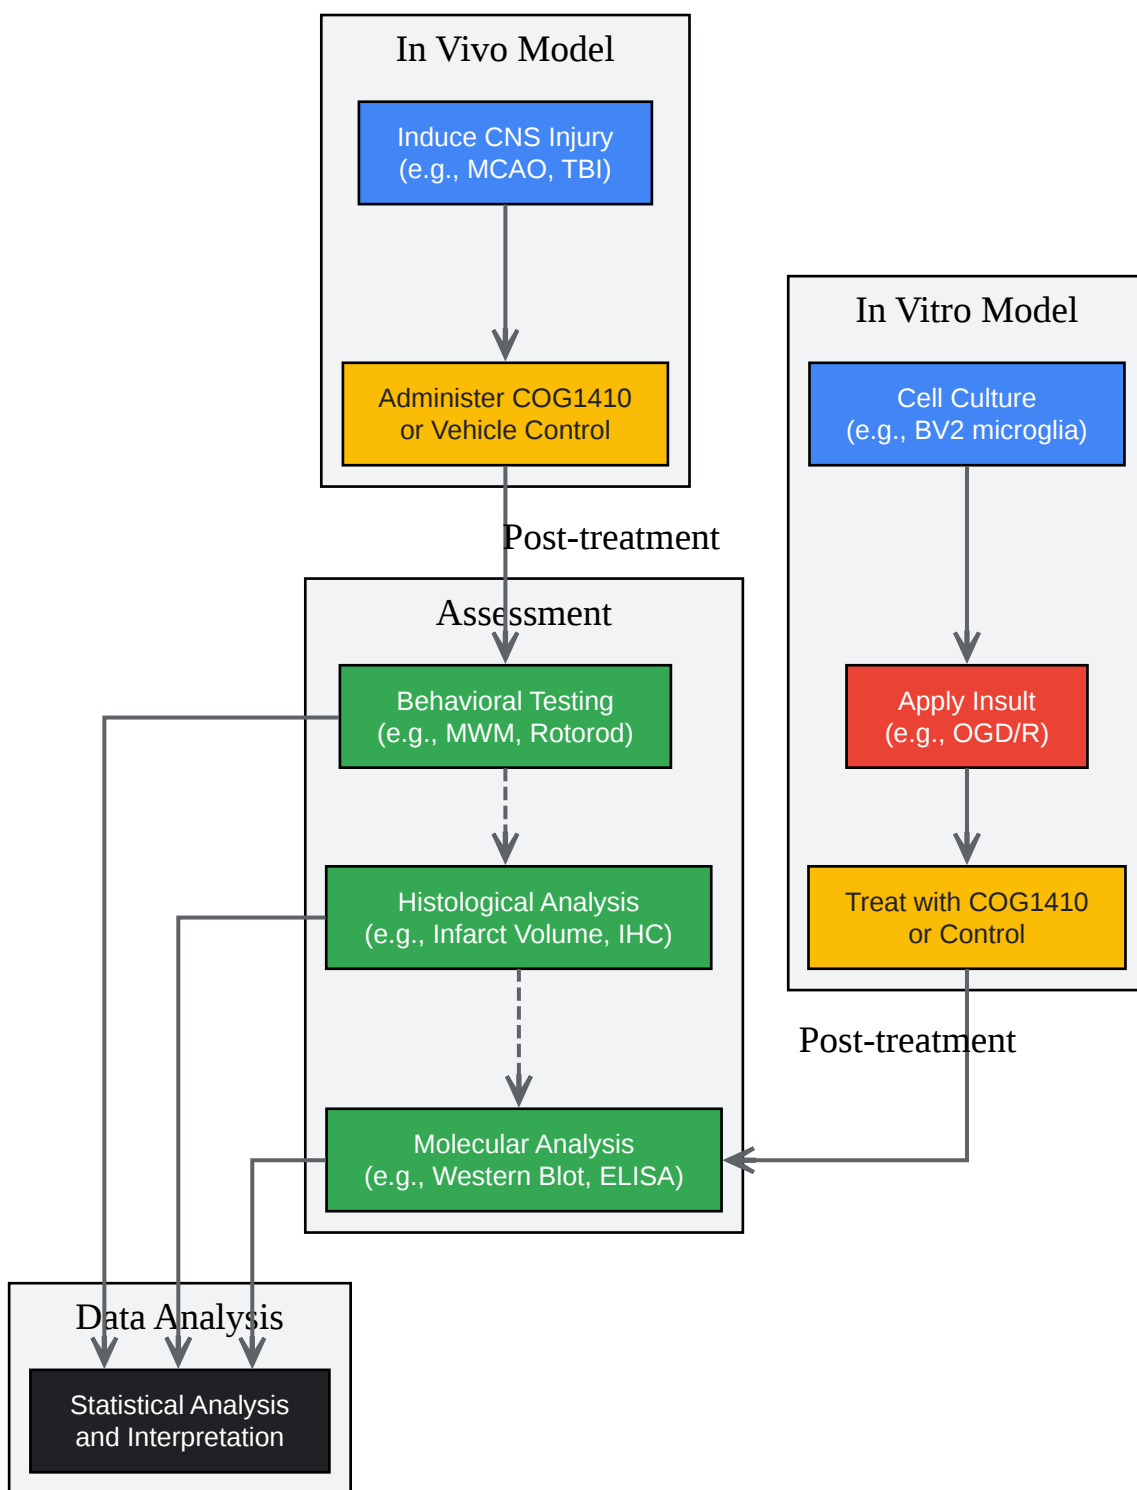 In Vivo Model
Induce CNS Injury
(e.g., MCAO, TBI)
Administer COG1410
or Vehicle Control
Post-treatment
In Vitro Model
Cell Culture
(e.g., BV2 microglia)
Apply Insult
(e.g., OGD/R)
Treat with COG1410
or Control
Post-treatment
Assessment
Behavioral Testing
(e.g., MWM, Rotorod)
Histological Analysis
(e.g., Infarct Volume, IHC)
Molecular Analysis
(e.g., Western Blot, ELISA)
Data Analysis
Statistical Analysis
and Interpretation